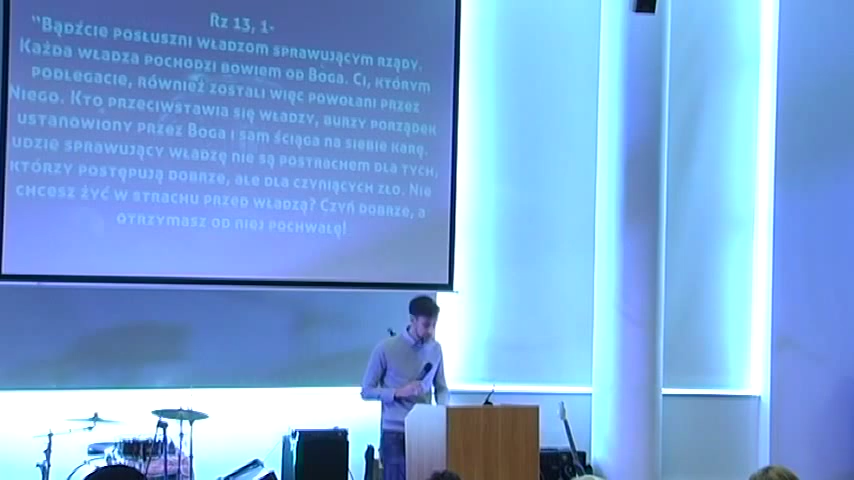 Rz 13, 1-
"Bądźcie posłuszni władzom sprawującym rządy.
Każda władza pochodzi bowiem od Boga. Ci, którym
podlegacie, również zostali więc powołani przez
Niego. Kto przeciwstawia się władzy, burzy porządek
ustanowiony przez Boga i sam ściąga na siebie karę.
udzie sprawujący władzę nie są postrachem dla tych,
którzy postępują dobrze, ale dla czyniących zło. Nie
chcesz żyć w strachu przed władzą? Czyń dobrze, a
otrzymasz od niej pochwałę!